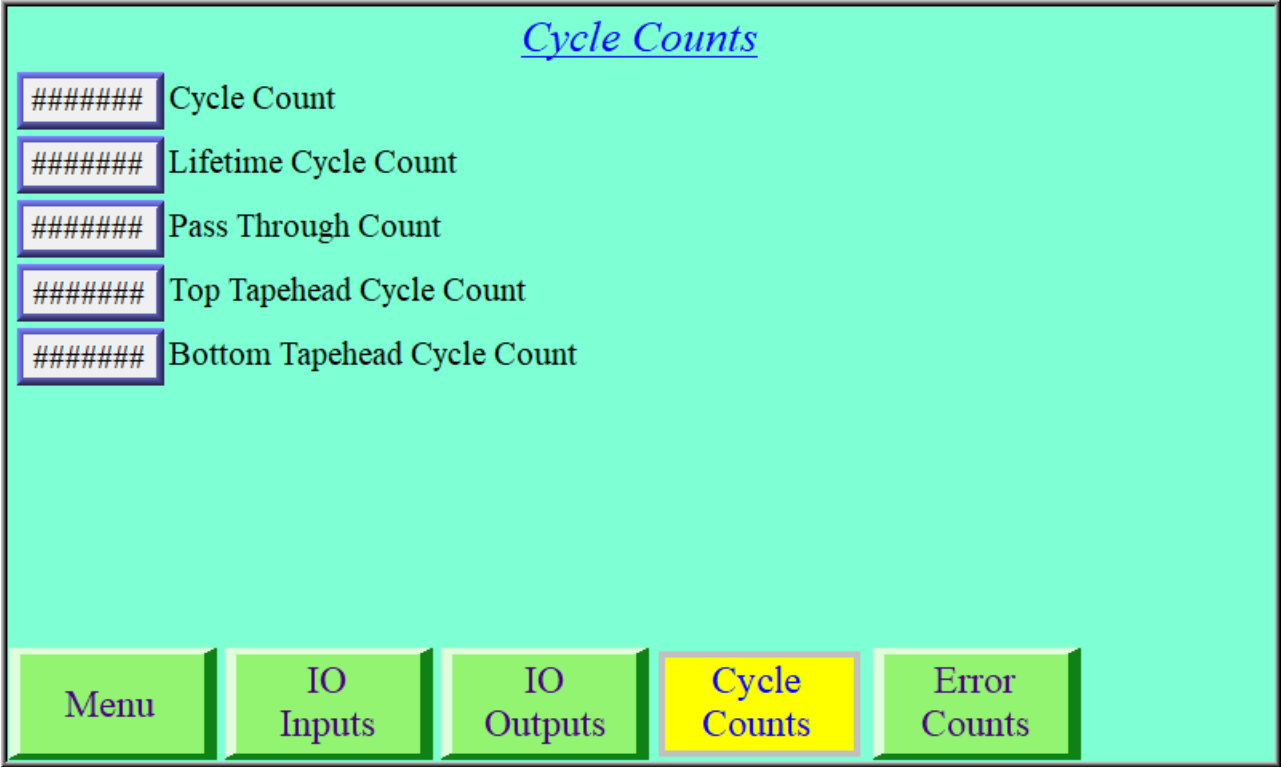 Cycle Counts
####### Cycle Count
####### Lifetime Cycle Count
####### Pass Through Count
####### Top Tapehead Cycle Count
####### Bottom Tapehead Cycle Count
Menu
IO
Inputs
IO
Outputs
Cycle
Counts
Error
Counts